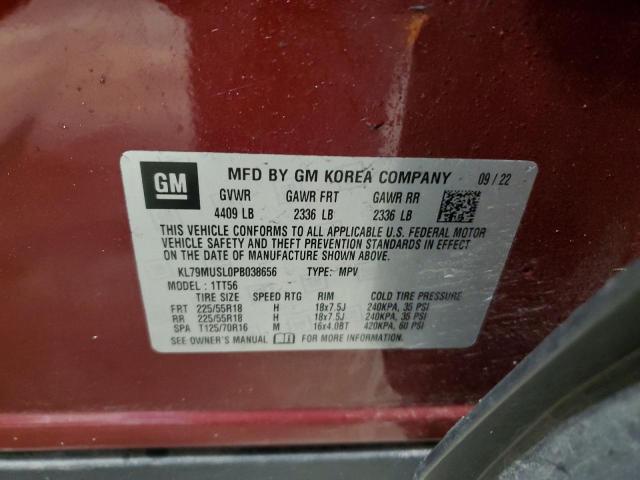 GM MFD BY GM KOREA COMPANY 09/22
GVWR GAWR FRT GAWR RR
4409 LB 2336 LB 2336 LB
THIS VEHICLE CONFORMS TO ALL APPLICABLE U.S. FEDERAL MOTOR
VEHICLE SAFETY AND THEFT PREVENTION STANDARDS IN EFFECT
ON THE DATE OF MANUFACTURE SHOWN ABOVE.
KL79MUSL0PB038656 TYPE: MPV
MODEL: 1TT56
TIRE SIZE SPEED RTG RIM COLD TIRE PRESSURE
FRT 225/55R18 H 18x7.5J 240KPA, 35 PSI
RR 225/55R18 H 18x7.5J 240KPA, 35 PSI
SPA T125/70R16 M 16x4.0BT 420KPA, 60 PSI
SEE OWNER'S MANUAL FOR ADDITIONAL INFORMATION